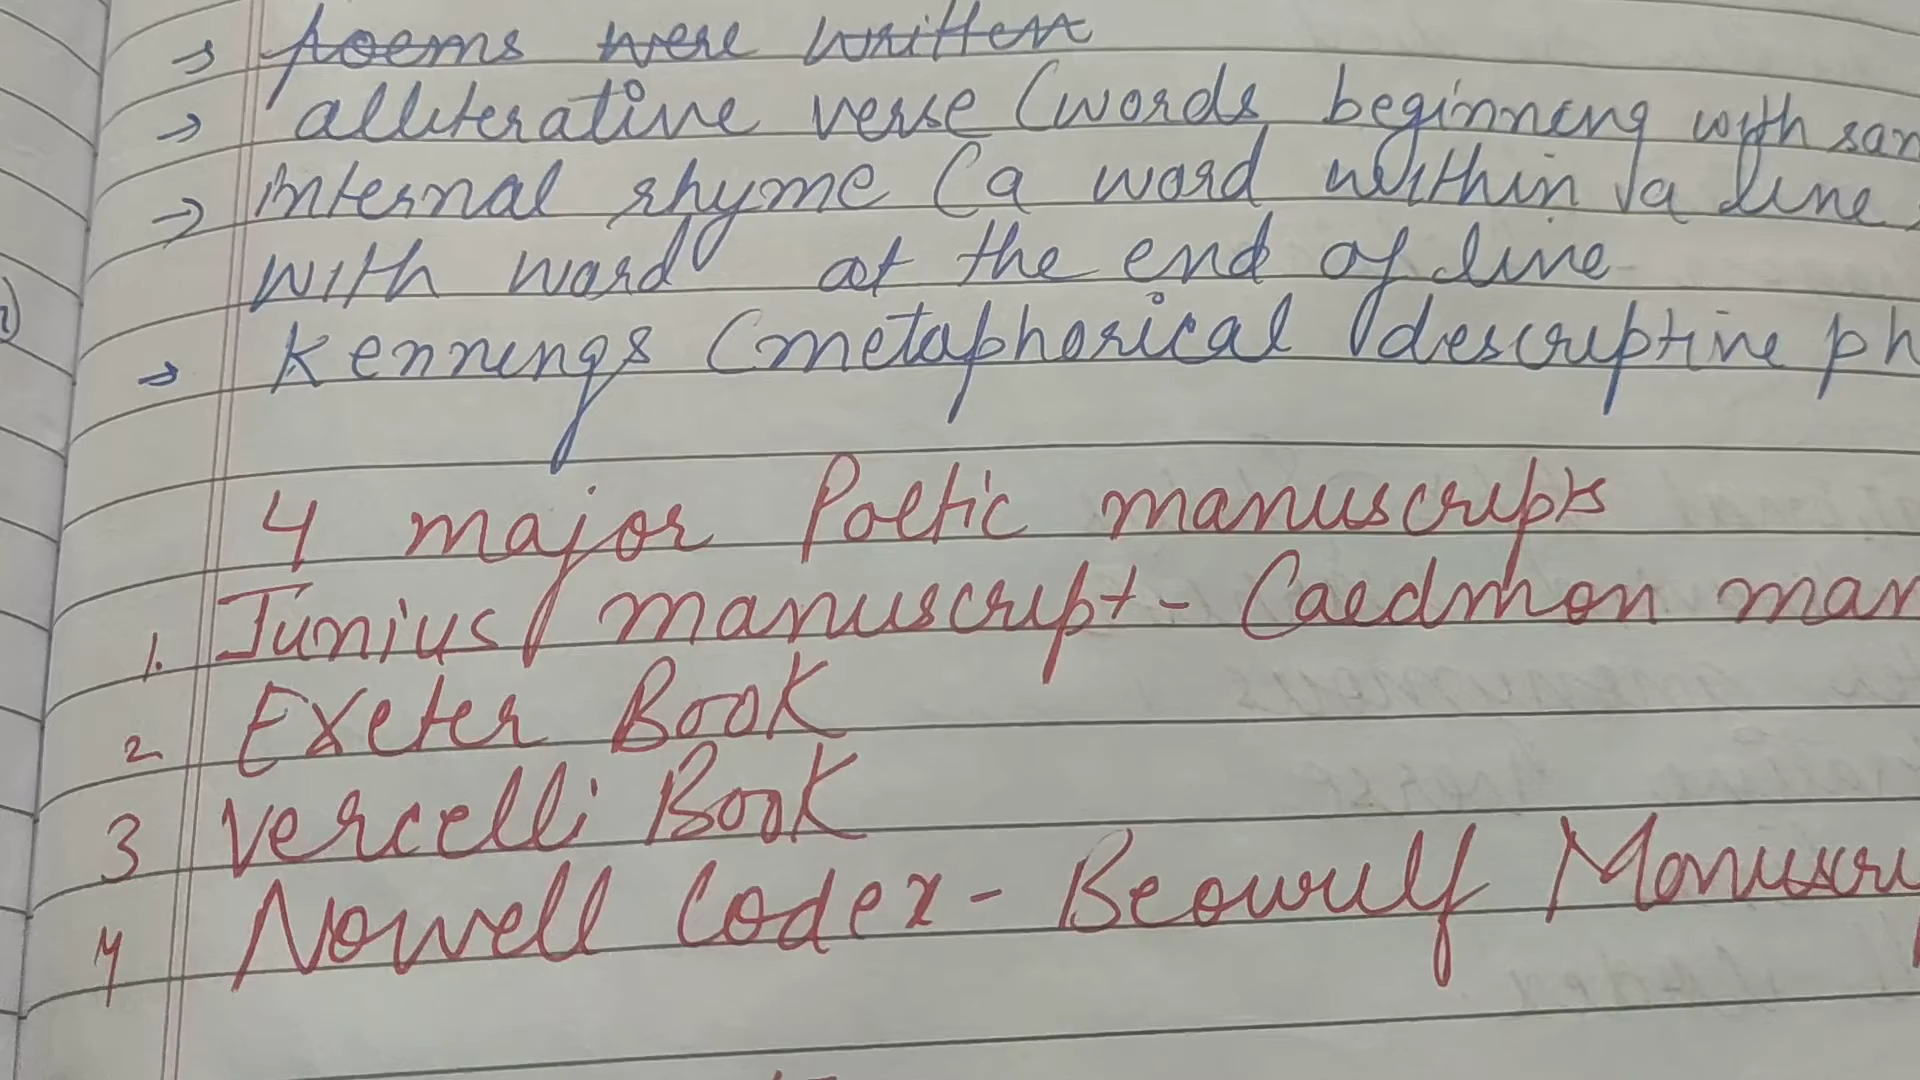 → poems were written
→ alliterative verse (words beginning with
→ internal rhyme (a word within a line
with word at the end of line
→ Kennings (metaphorical descriptive ph
4 major Poetic manuscripts
1. Junius manuscript - Caedmon man
2 Exeter Book
3 Vercelli Book
4 Nowell Codex - Beowulf Manuscri